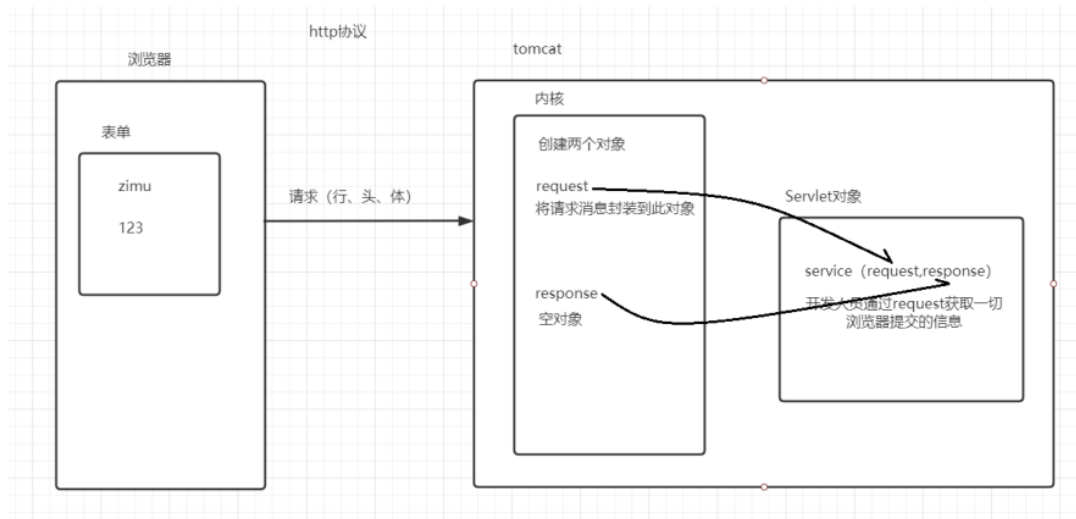 http协议
浏览器
tomcat
表单
zimu
123
请求（行、头、体）
内核
创建两个对象
request
将请求消息封装到此对象
response
空对象
Servlet对象
service（request,response）
开发人员通过request获取一切
浏览器提交的信息